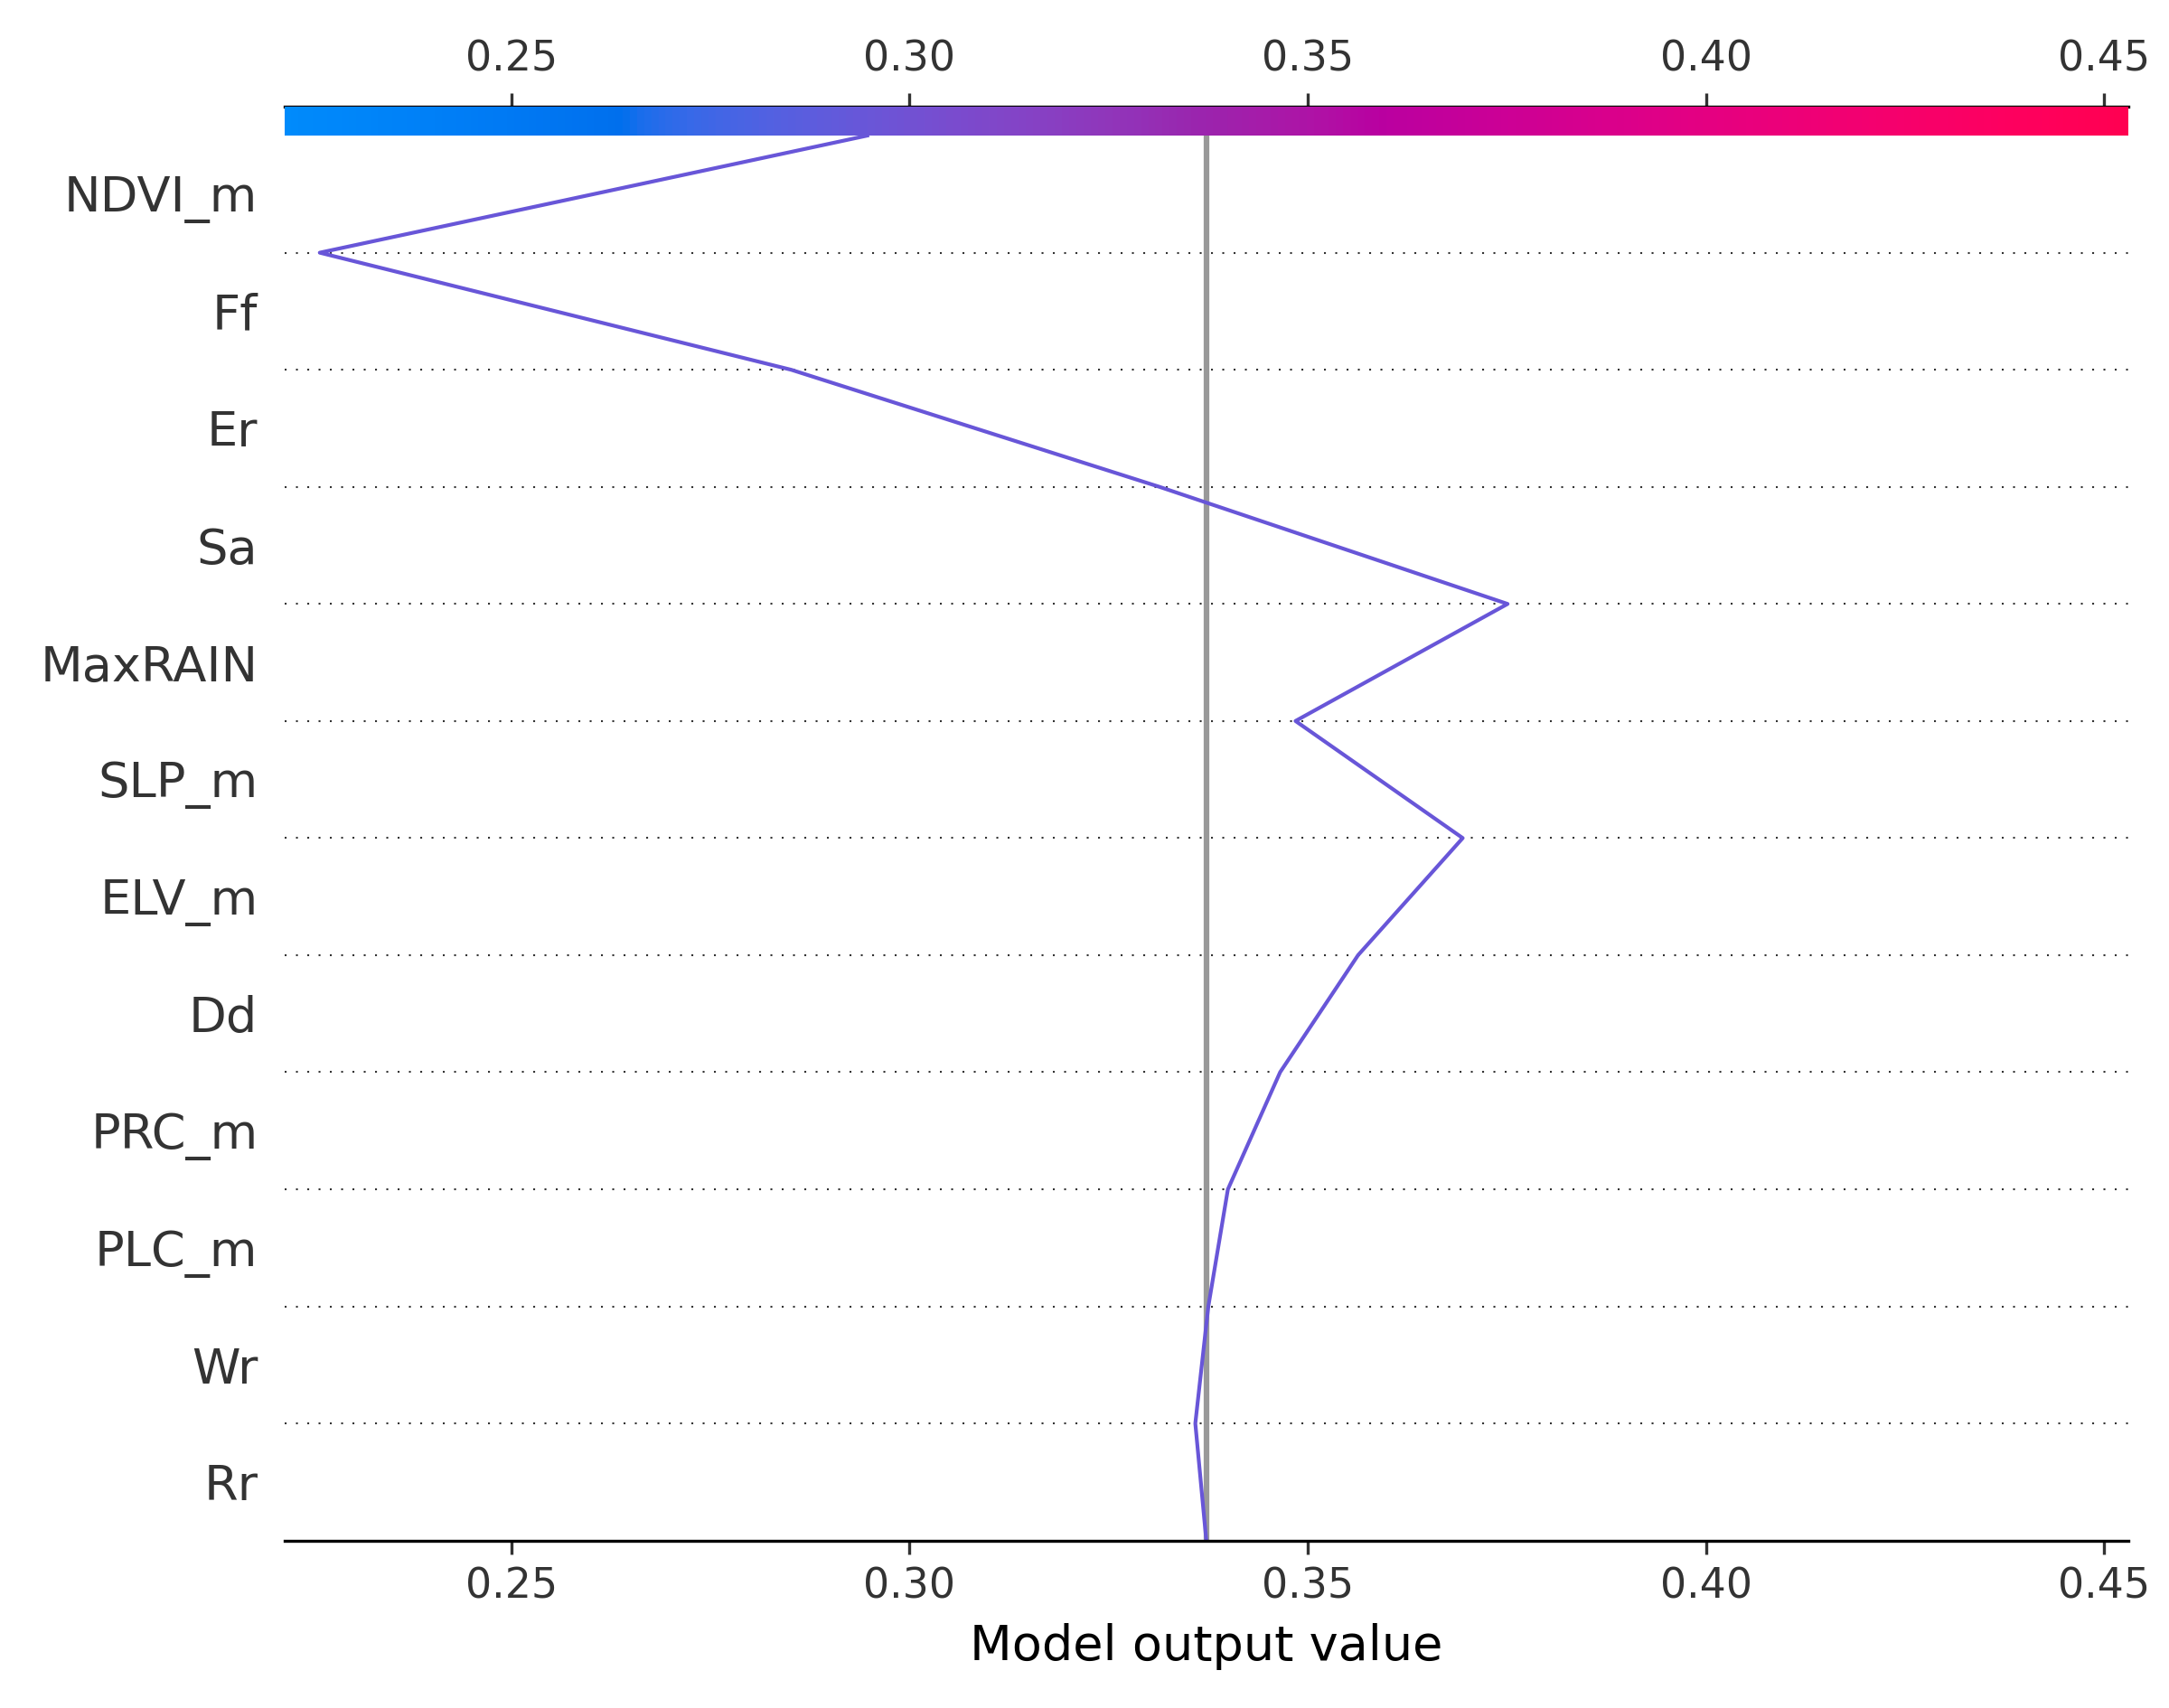 0.25 0.30 0.35 0.40 0.45
NDVI_m
Ff
Er
Sa
MaxRAIN
SLP_m
ELV_m
Dd
PRC_m
PLC_m
Wr
Rr
0.25 0.30 0.35 0.40 0.45
Model output value